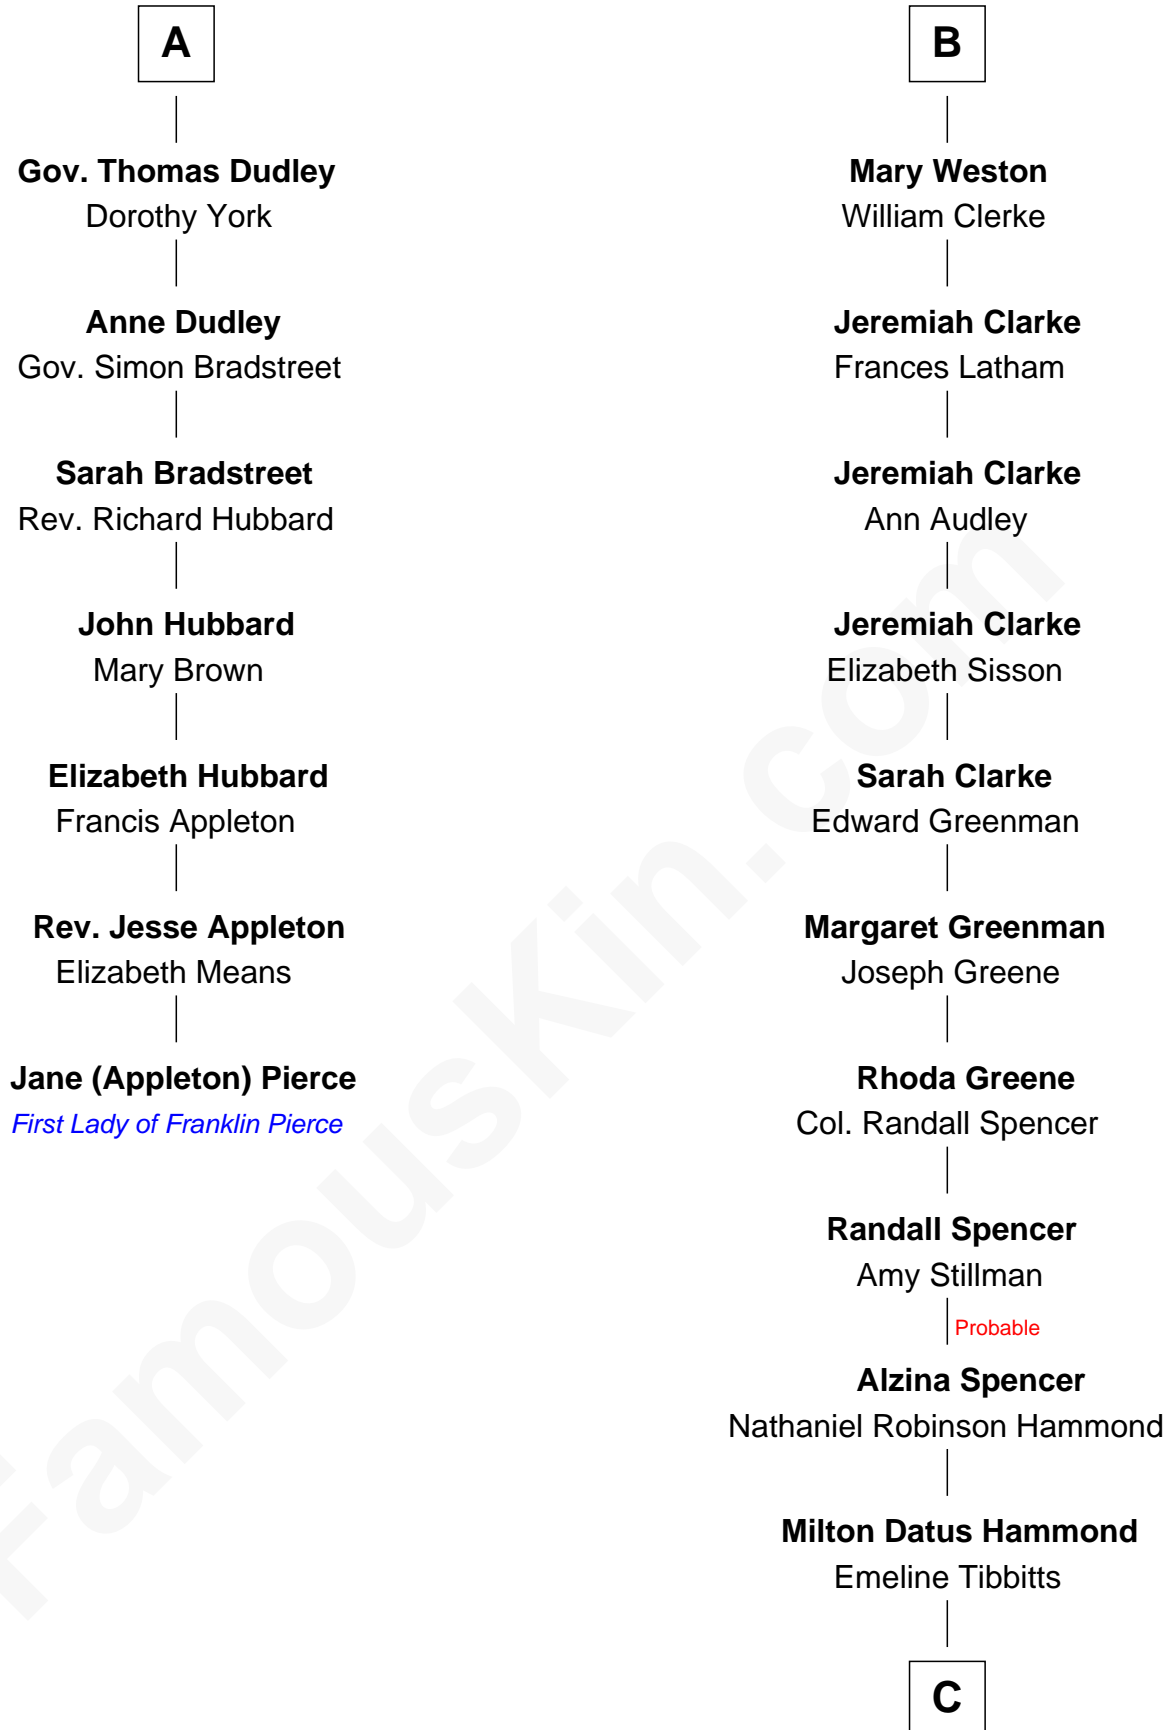 A
Gov. Thomas Dudley
Dorothy York
Anne Dudley
Gov. Simon Bradstreet
Sarah Bradstreet
Rev. Richard Hubbard
John Hubbard
Mary Brown
Elizabeth Hubbard
Francis Appleton
Rev. Jesse Appleton
Elizabeth Means
Jane (Appleton) Pierce
First Lady of Franklin Pierce
B
Mary Weston
William Clerke
Jeremiah Clarke
Frances Latham
Jeremiah Clarke
Ann Audley
Jeremiah Clarke
Elizabeth Sisson
Sarah Clarke
Edward Greenman
Margaret Greenman
Joseph Greene
Rhoda Greene
Col. Randall Spencer
Randall Spencer
Amy Stillman
Probable
Alzina Spencer
Nathaniel Robinson Hammond
Milton Datus Hammond
Emeline Tibbitts
C
FamousKin.com